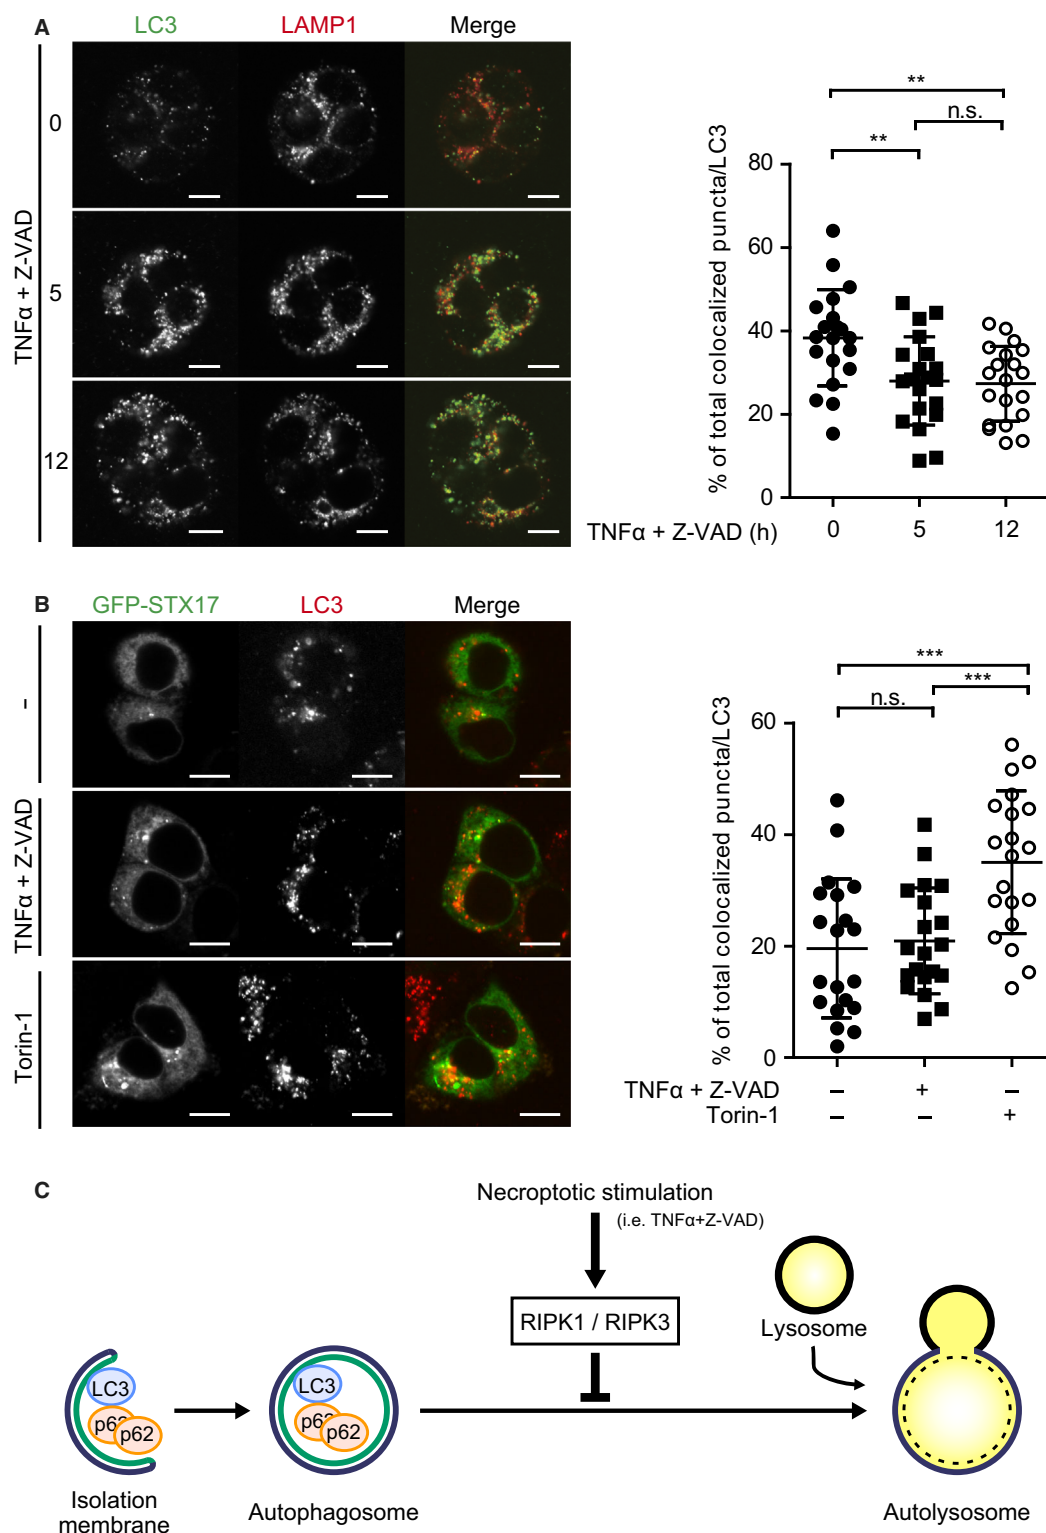 A
LC3 LAMP1 Merge
TNFα + Z-VAD
0
5
12
% of total colocalized puncta/LC3
**
n.s.
**
80
60
40
20
0
TNFα + Z-VAD (h) 0 5 12
B
GFP-STX17 LC3 Merge
–
TNFα + Z-VAD
Torin-1
% of total colocalized puncta/LC3
***
***
n.s.
60
40
20
0
TNFα + Z-VAD – + –
Torin-1 – – +
C
Necroptotic stimulation
(i.e. TNFα+Z-VAD)
RIPK1 / RIPK3
Lysosome
LC3
p62
p62
LC3
p62
p62
Isolation
membrane
Autophagosome
Autolysosome